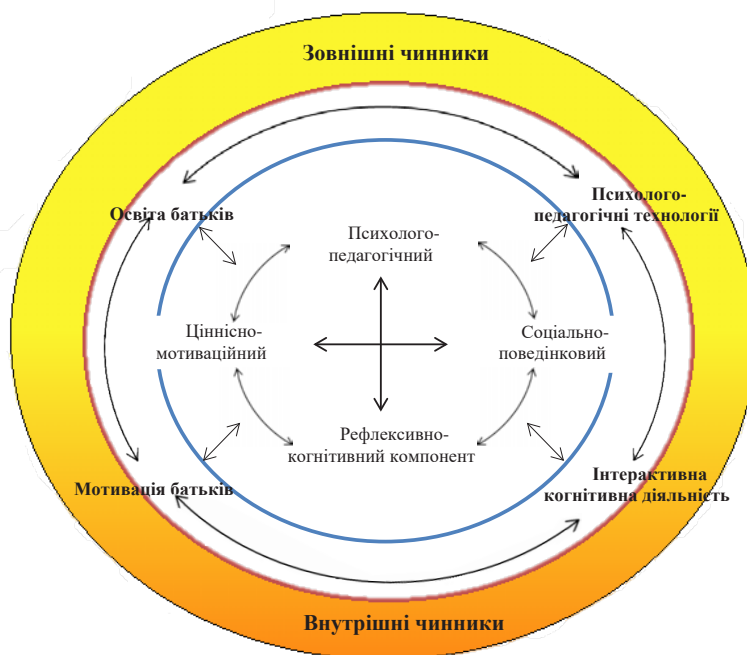 Зовнішні чинники
Освіта батьків
Психолого-
педагогічні технології
Психолого-
педагогічний
Ціннісно-
мотиваційний
Соціально-
поведінковий
Рефлексивно-
когнітивний компонент
Мотивація батьків
Інтерактивна
когнітивна діяльність
Внутрішні чинники